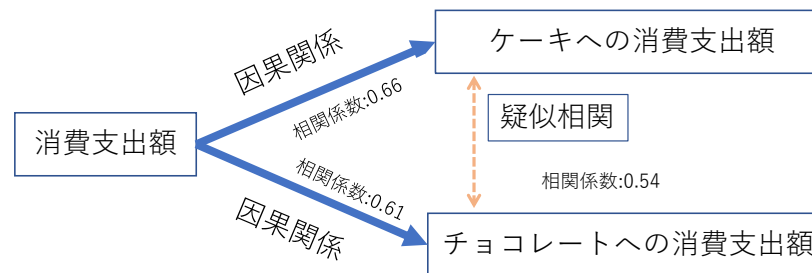 ケーキへの消費支出額
因果関係
相関係数:0.66
疑似相関
消費支出額
相関係数:0.61
相関係数:0.54
因果関係
チョコレートへの消費支出額